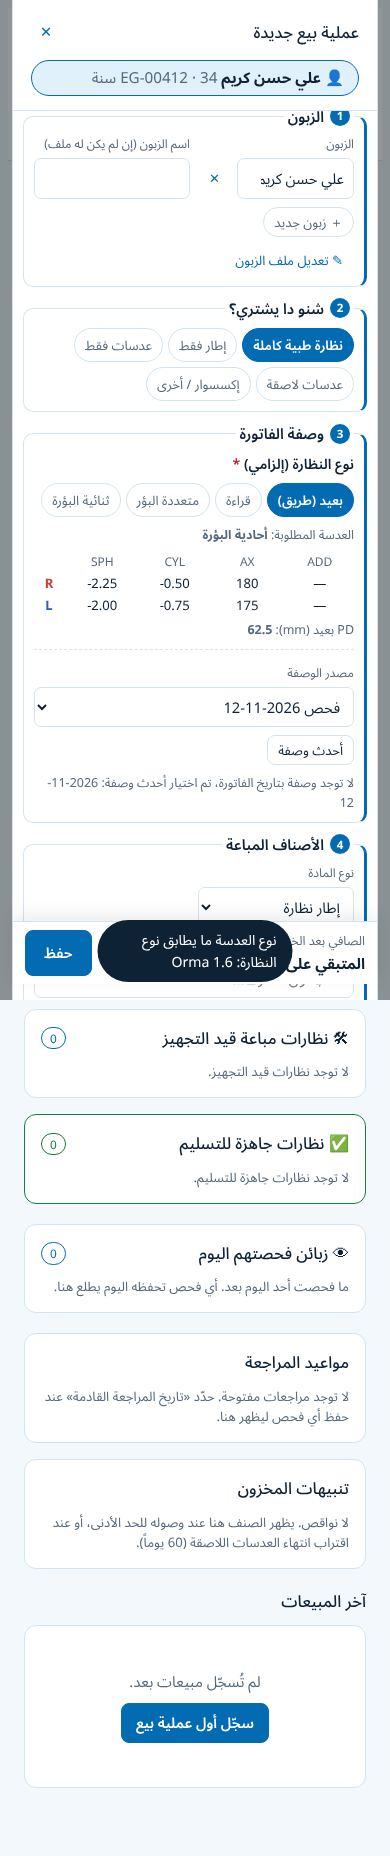 عملية بيع جديدة
×
👤 علي حسن كريم EG-00412 · 34 سنة
1 الزبون
الزبون
اسم الزبون (إن لم يكن له ملف)
علي حسن كريم
×
+ زبون جديد
✎ تعديل ملف الزبون
2 شنو دا يشتري؟
نظارة طبية كاملة
إطار فقط
عدسات فقط
عدسات لاصقة
إكسسوار / أخرى
3 وصفة الفاتورة
نوع النظارة (إلزامي) *
بعيد (طريق)
قراءة
متعددة البؤر
ثنائية البؤرة
العدسة المطلوبة: أحادية البؤرة
SPH CYL AX ADD
R -2.25 -0.50 180 —
L -2.00 -0.75 175 —
PD بعيد (mm): 62.5
مصدر الوصفة
فحص 2026-11-12
أحدث وصفة
لا توجد وصفة بتاريخ الفاتورة، تم اختيار أحدث وصفة: 2026-11-
12
4 الأصناف المباعة
نوع المادة
إطار نظارة
الصافي بعد
المتبقي
نوع العدسة ما يطابق نوع
النظارة: Orma 1.6
حفظ
🛠 نظارات مباعة قيد التجهيز
0
لا توجد نظارات قيد التجهيز.
✅ نظارات جاهزة للتسليم
0
لا توجد نظارات جاهزة للتسليم.
👁 زبائن فحصتهم اليوم
0
ما فحصت أحد اليوم بعد. أي فحص تحفظه اليوم يطلع هنا.
مواعيد المراجعة
لا توجد مراجعات مفتوحة. حدّد «تاريخ المراجعة القادمة» عند
حفظ أي فحص ليظهر هنا.
تنبيهات المخزون
لا نواقص. يظهر الصنف هنا عند وصوله للحد الأدنى، أو عند
اقتراب انتهاء العدسات اللاصقة (60 يوماً).
آخر المبيعات
لم تُسجّل مبيعات بعد.
سجّل أول عملية بيع